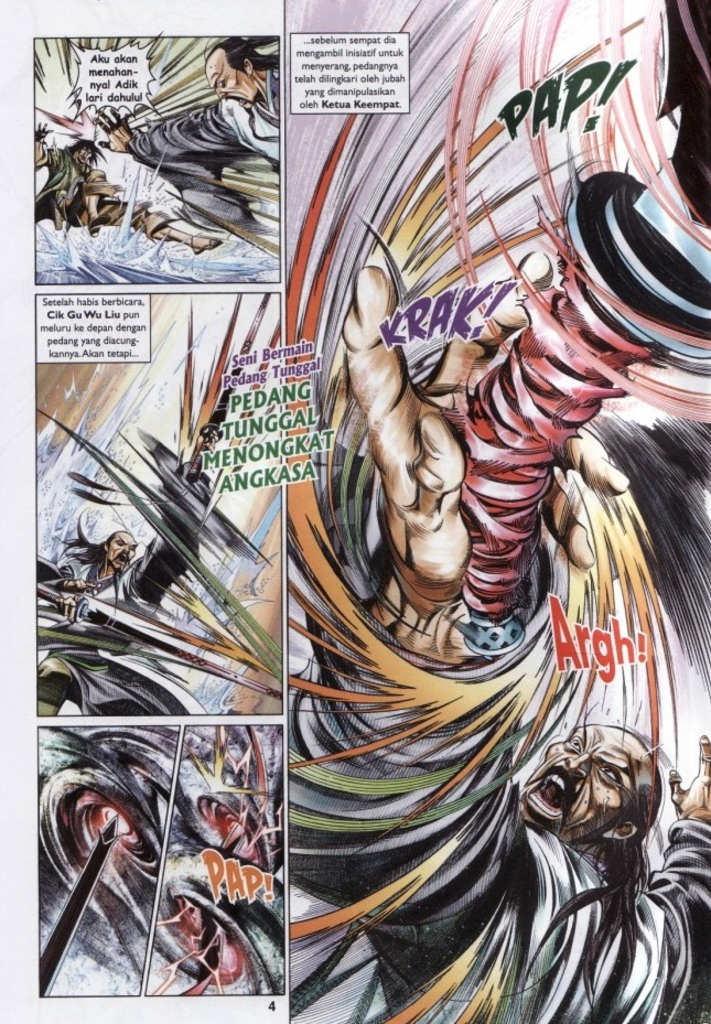 Aku akan
menahan-
nya! Adik
lari dahulu!
Setelah habis berbicara,
Cik Gu Wu Liu pun
meluru ke depan dengan
pedang yang diacung-
kannya. Akan tetapi...
Seni Bermain
Pedang Tunggal
PEDANG
TUNGGAL
MENONGKAT
ANGKASA
PAP!
...sebelum sempat dia
mengambil inisiatif untuk
menyerang, pedangnya
telah dilingkari oleh jubah
yang dimanipulasikan
oleh Ketua Keempat.
PAP!
KRAK!
Argh!
4